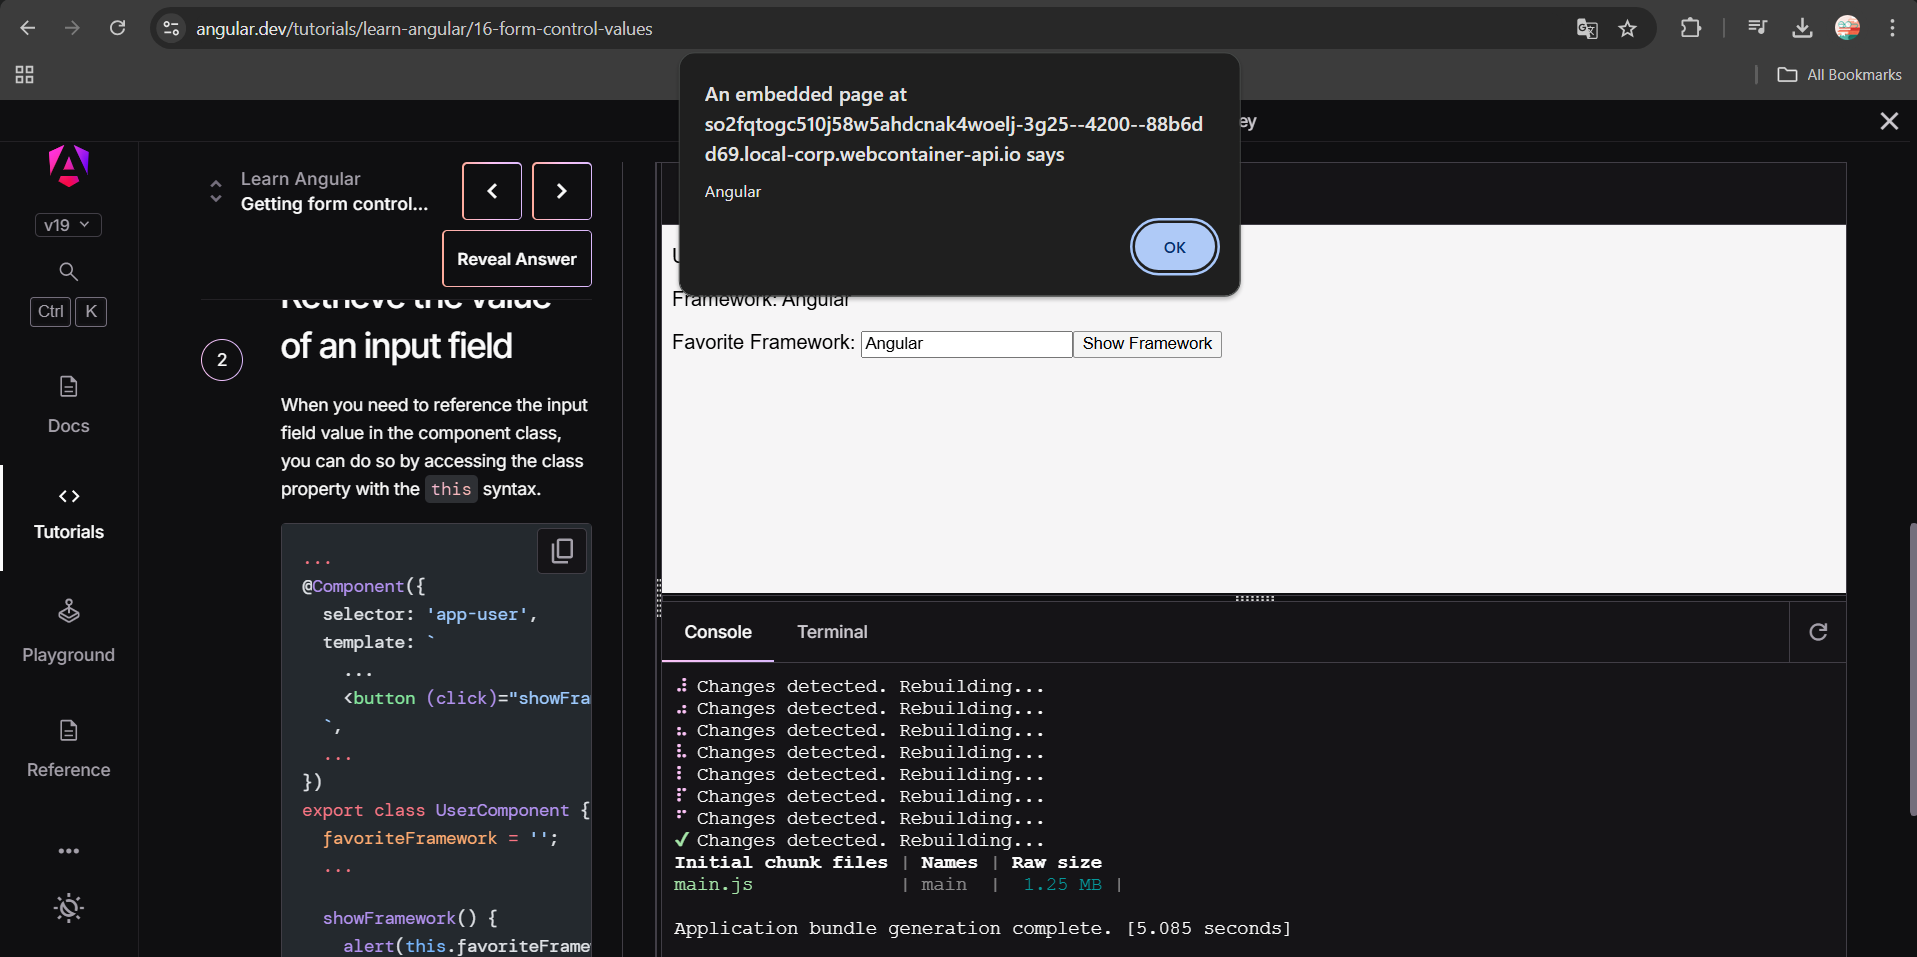 angular.dev/tutorials/learn-angular/16-form-control-values
All Bookmarks
An embedded page at
so2fqtogc510j58w5ahdcnak4woelj-3g25--4200--88b6d
d69.local-corp.webcontainer-api.io says
Angular
OK
ey
v19
Ctrl K
Docs
Tutorials
Playground
Reference
Learn Angular
Getting form control...
Reveal Answer
2
Retrieve the value
of an input field
When you need to reference the input
field value in the component class,
you can do so by accessing the class
property with the this syntax.
...
@Component({
selector: 'app-user',
template: `
...
<button (click)="showFra
`,
...
})
export class UserComponent {
favoriteFramework = '';
...
showFramework() {
alert(this.favoriteFrame
Framework: Angular
Favorite Framework: Angular Show Framework
Console Terminal
Changes detected. Rebuilding...
Changes detected. Rebuilding...
Changes detected. Rebuilding...
Changes detected. Rebuilding...
Changes detected. Rebuilding...
Changes detected. Rebuilding...
Changes detected. Rebuilding...
✓ Changes detected. Rebuilding...
Initial chunk files | Names | Raw size
main.js | main | 1.25 MB |
Application bundle generation complete. [5.085 seconds]